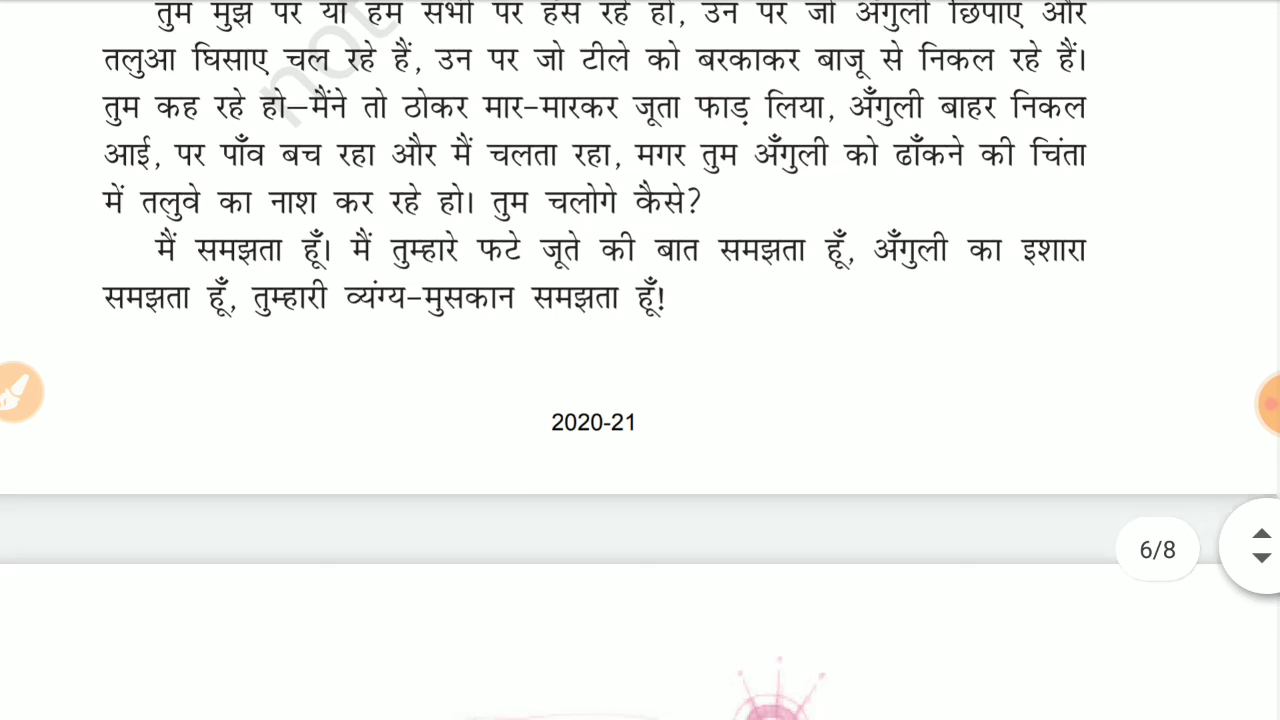 तुम मुझ पर या हम सभी पर हँस रहे हो, उन पर जो अँगुली छिपाए और
तलुआ घिसाए चल रहे हैं, उन पर जो टीले को बरकाकर बाजू से निकल रहे हैं।
तुम कह रहे हो–मैंने तो ठोकर मार-मारकर जूता फाड़ लिया, अँगुली बाहर निकल
आई, पर पाँव बच रहा और मैं चलता रहा, मगर तुम अँगुली को ढाँकने की चिंता
में तलुवे का नाश कर रहे हो। तुम चलोगे कैसे?
मैं समझता हूँ। मैं तुम्हारे फटे जूते की बात समझता हूँ, अँगुली का इशारा
समझता हूँ, तुम्हारी व्यंग्य-मुसकान समझता हूँ!
not
2020-21
6/8